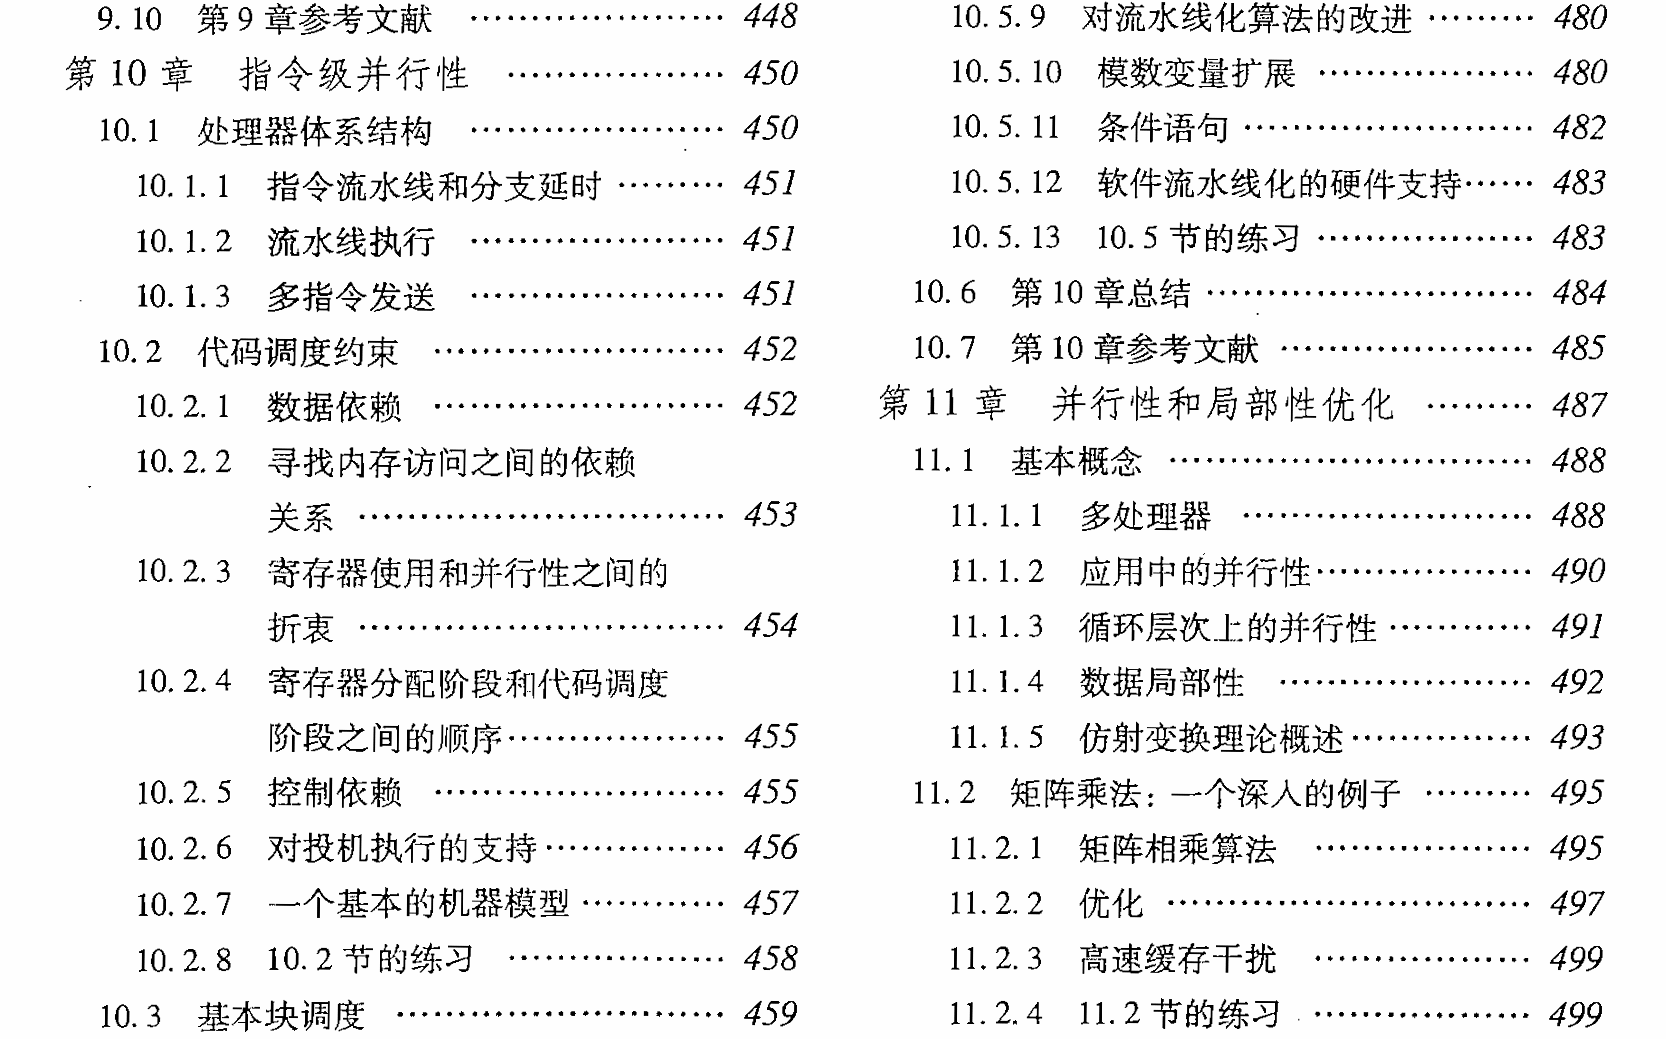 9.10 第9章参考文献 ………………… 448
第10章 指令级并行性 ……………… 450
10.1 处理器体系结构 ………………… 450
10.1.1 指令流水线和分支延时 ……… 451
10.1.2 流水线执行 ………………… 451
10.1.3 多指令发送 ………………… 451
10.2 代码调度约束 …………………… 452
10.2.1 数据依赖 …………………… 452
10.2.2 寻找内存访问之间的依赖
关系 ………………………… 453
10.2.3 寄存器使用和并行性之间的
折衷 ………………………… 454
10.2.4 寄存器分配阶段和代码调度
阶段之间的顺序 ……………… 455
10.2.5 控制依赖 …………………… 455
10.2.6 对投机执行的支持 …………… 456
10.2.7 一个基本的机器模型 ………… 457
10.2.8 10.2节的练习 ……………… 458
10.3 基本块调度 ……………………… 459
10.5.9 对流水线化算法的改进 ……… 480
10.5.10 模数变量扩展 ……………… 480
10.5.11 条件语句 …………………… 482
10.5.12 软件流水线化的硬件支持 …… 483
10.5.13 10.5节的练习 ……………… 483
10.6 第10章总结 ……………………… 484
10.7 第10章参考文献 ………………… 485
第11章 并行性和局部性优化 ……… 487
11.1 基本概念 ………………………… 488
11.1.1 多处理器 …………………… 488
11.1.2 应用中的并行性 ……………… 490
11.1.3 循环层次上的并行性 ………… 491
11.1.4 数据局部性 ………………… 492
11.1.5 仿射变换理论概述 …………… 493
11.2 矩阵乘法：一个深入的例子 ……… 495
11.2.1 矩阵相乘算法 ……………… 495
11.2.2 优化 ………………………… 497
11.2.3 高速缓存干扰 ……………… 499
11.2.4 11.2节的练习 ……………… 499